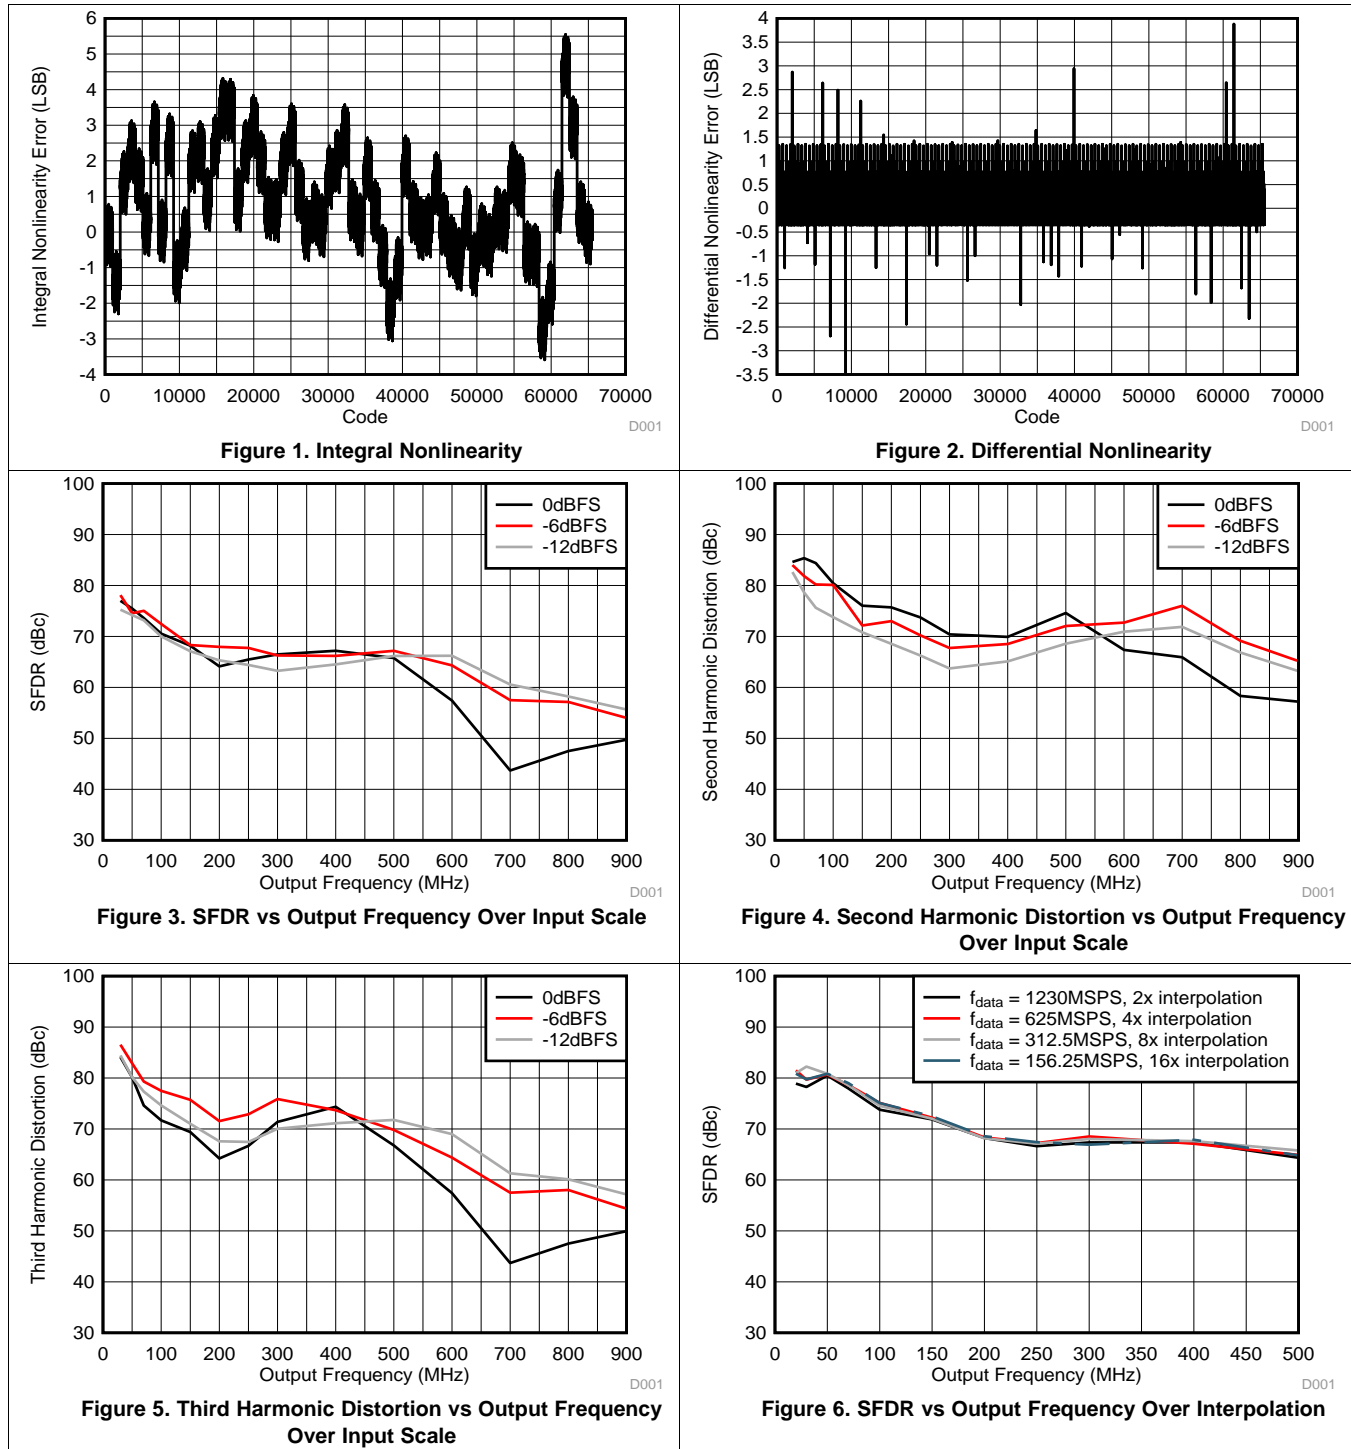 6
5
4
3
2
1
0
-1
-2
-3
-4
Integral Nonlinearity Error (LSB)
0 10000 20000 30000 40000 50000 60000 70000
Code
D001
Figure 1. Integral Nonlinearity
4
3.5
3
2.5
2
1.5
1
0.5
0
-0.5
-1
-1.5
-2
-2.5
-3
-3.5
Differential Nonlinearity Error (LSB)
0 10000 20000 30000 40000 50000 60000 70000
Code
D001
Figure 2. Differential Nonlinearity
100
90
80
70
60
50
40
30
SFDR (dBc)
0dBFS
-6dBFS
-12dBFS
0 100 200 300 400 500 600 700 800 900
Output Frequency (MHz)
D001
Figure 3. SFDR vs Output Frequency Over Input Scale
100
90
80
70
60
50
40
30
Second Harmonic Distortion (dBc)
0dBFS
-6dBFS
-12dBFS
0 100 200 300 400 500 600 700 800 900
Output Frequency (MHz)
D001
Figure 4. Second Harmonic Distortion vs Output Frequency
Over Input Scale
100
90
80
70
60
50
40
30
Third Harmonic Distortion (dBc)
0dBFS
-6dBFS
-12dBFS
0 100 200 300 400 500 600 700 800 900
Output Frequency (MHz)
D001
Figure 5. Third Harmonic Distortion vs Output Frequency
Over Input Scale
100
90
80
70
60
50
40
30
SFDR (dBc)
fdata = 1230MSPS, 2x interpolation
fdata = 625MSPS, 4x interpolation
fdata = 312.5MSPS, 8x interpolation
fdata = 156.25MSPS, 16x interpolation
0 50 100 150 200 250 300 350 400 450 500
Output Frequency (MHz)
D001
Figure 6. SFDR vs Output Frequency Over Interpolation